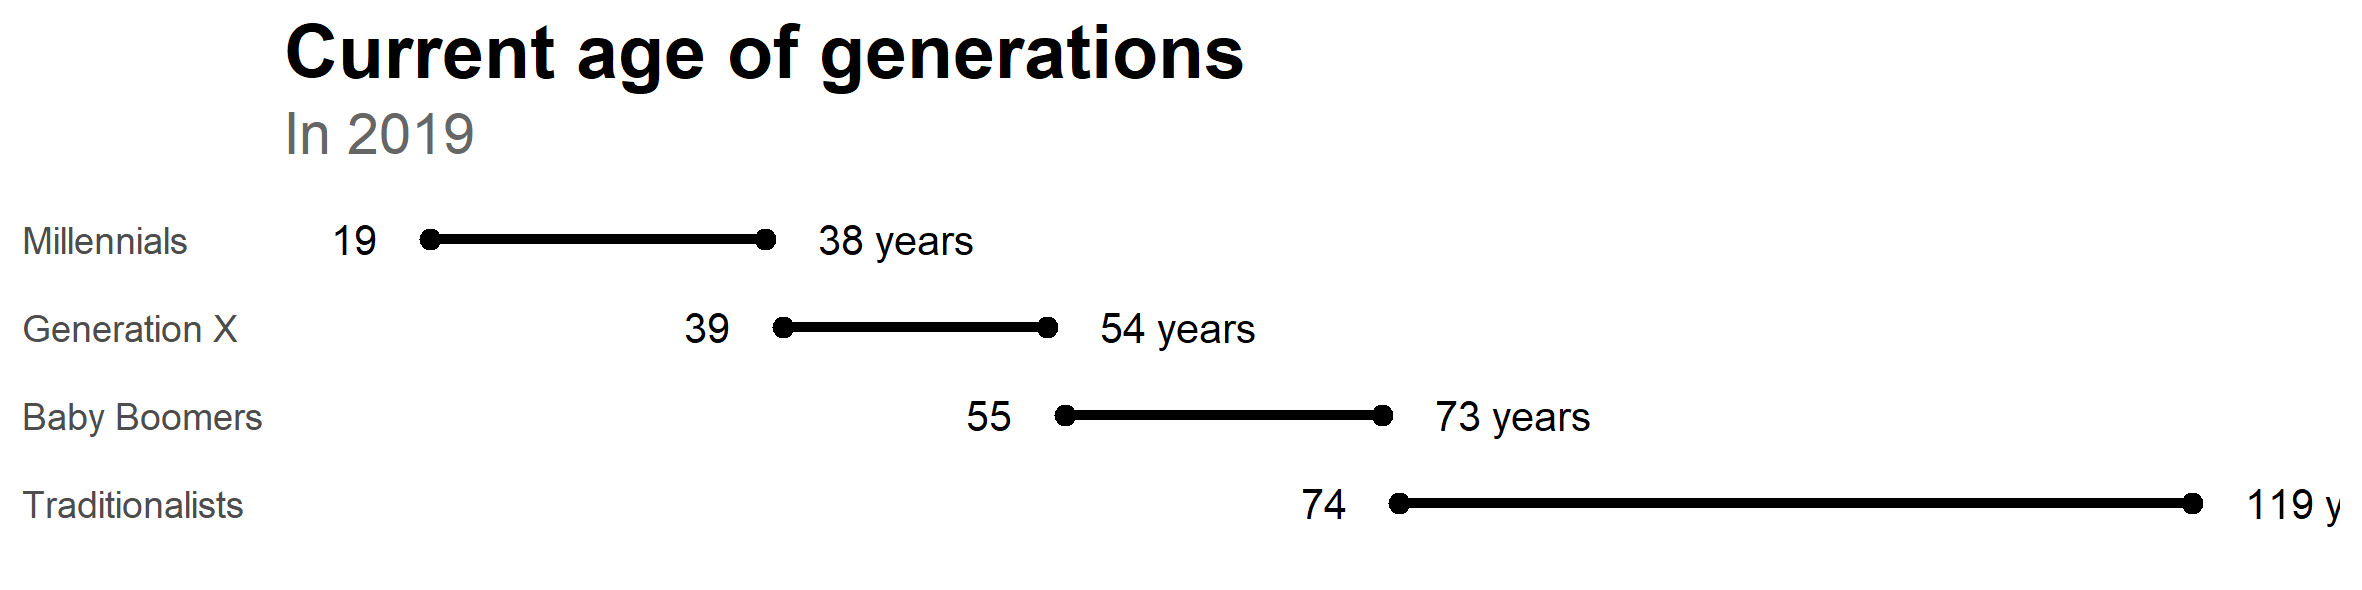 Current age of generations
In 2019
Millennials 19 38 years
Generation X 39 54 years
Baby Boomers 55 73 years
Traditionalists 74 119 y